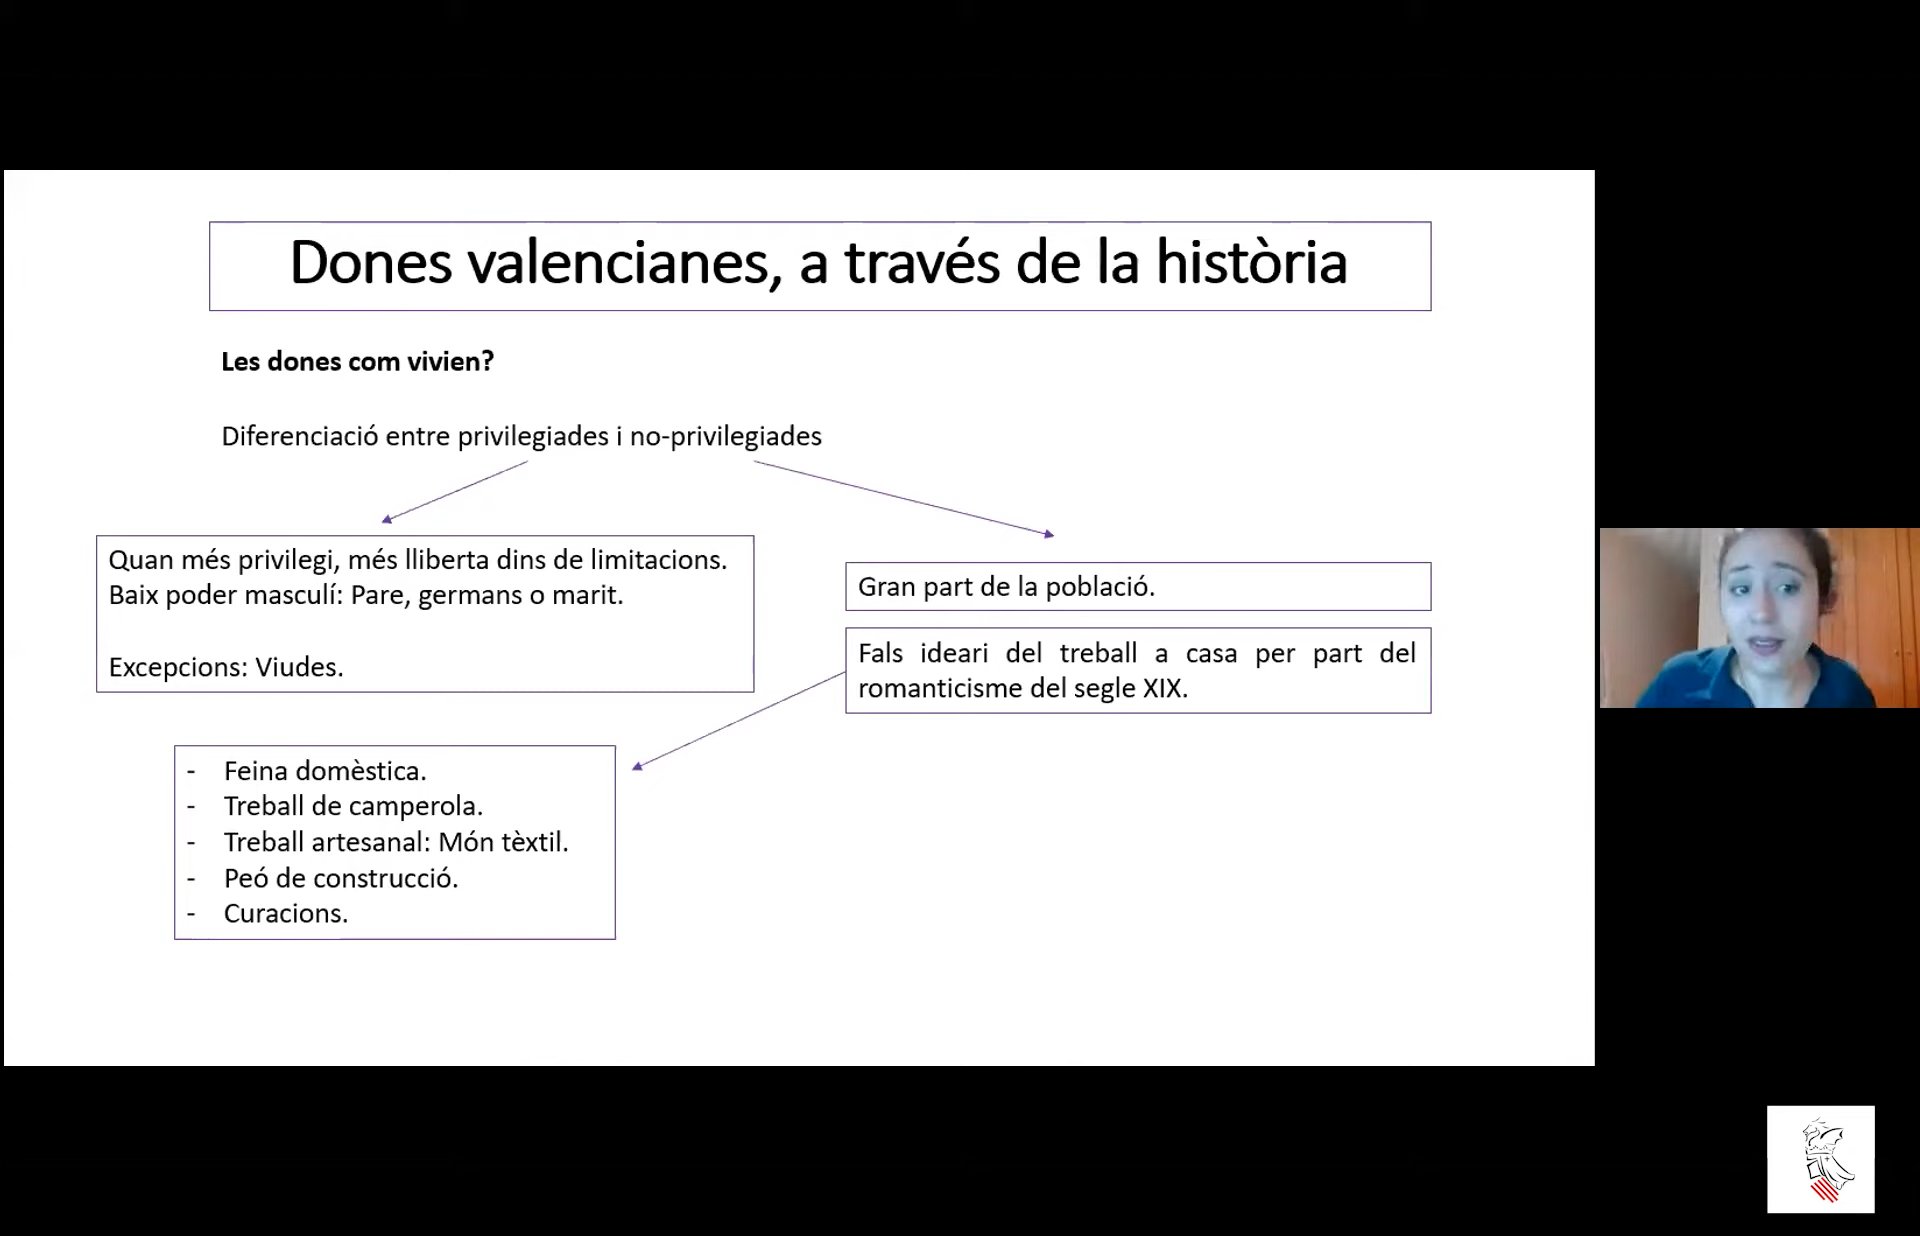 Dones valencianes, a través de la història
Les dones com vivien?
Diferenciació entre privilegiades i no-privilegiades
Quan més privilegi, més lliberta dins de limitacions.
Baix poder masculí: Pare, germans o marit.
Excepcions: Viudes.
Gran part de la població.
Fals ideari del treball a casa per part del
romanticisme del segle XIX.
- Feina domèstica.
- Treball de camperola.
- Treball artesanal: Món tèxtil.
- Peó de construcció.
- Curacions.